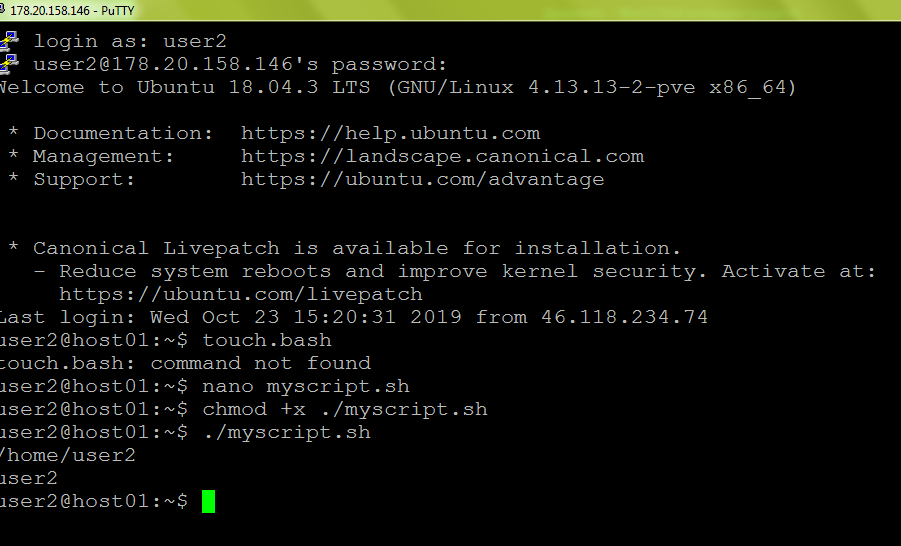 178.20.158.146 - PuTTY
login as: user2
user2@178.20.158.146's password:
Welcome to Ubuntu 18.04.3 LTS (GNU/Linux 4.13.13-2-pve x86_64)
* Documentation: https://help.ubuntu.com
* Management: https://landscape.canonical.com
* Support: https://ubuntu.com/advantage
* Canonical Livepatch is available for installation.
- Reduce system reboots and improve kernel security. Activate at:
https://ubuntu.com/livepatch
Last login: Wed Oct 23 15:20:31 2019 from 46.118.234.74
user2@host01:~$ touch.bash
touch.bash: command not found
user2@host01:~$ nano myscript.sh
user2@host01:~$ chmod +x ./myscript.sh
user2@host01:~$ ./myscript.sh
/home/user2
user2
user2@host01:~$